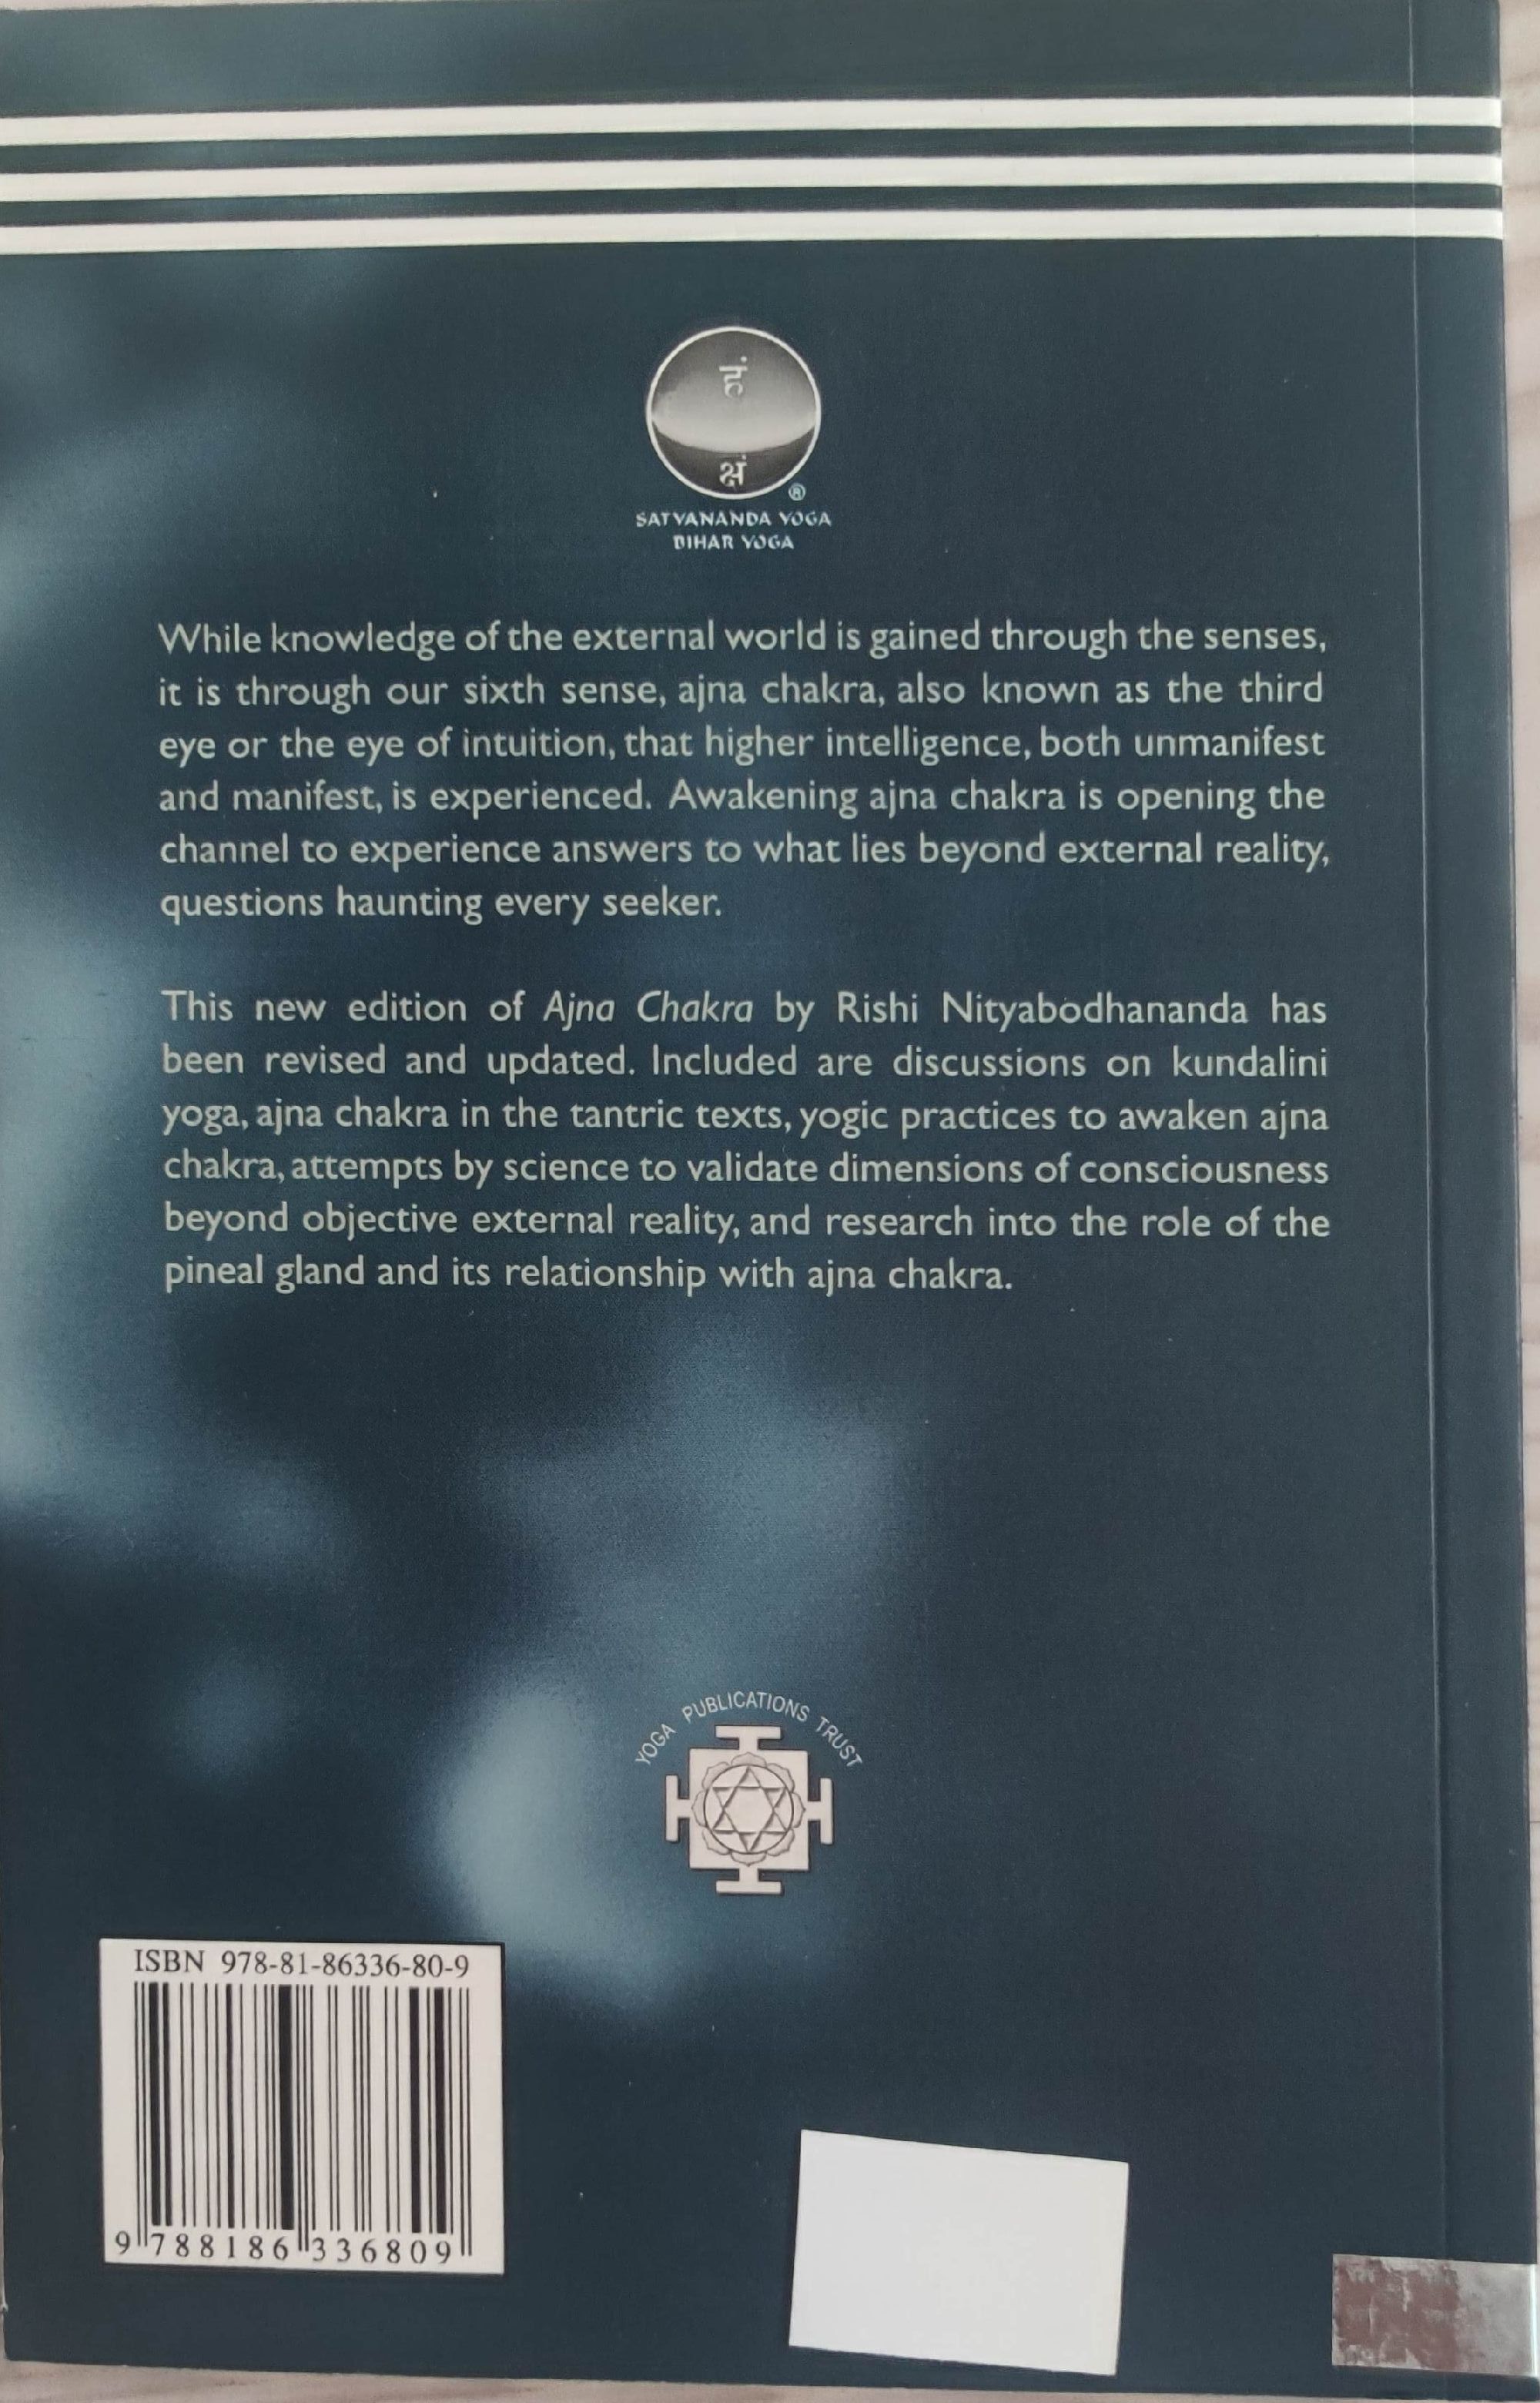 हं
क्षं
®
SATYANANDA YOGA
BIHAR YOGA
While knowledge of the external world is gained through the senses,
it is through our sixth sense, ajna chakra, also known as the third
eye or the eye of intuition, that higher intelligence, both unmanifest
and manifest, is experienced. Awakening ajna chakra is opening the
channel to experience answers to what lies beyond external reality,
questions haunting every seeker.
This new edition of Ajna Chakra by Rishi Nityabodhananda has
been revised and updated. Included are discussions on kundalini
yoga, ajna chakra in the tantric texts, yogic practices to awaken ajna
chakra, attempts by science to validate dimensions of consciousness
beyond objective external reality, and research into the role of the
pineal gland and its relationship with ajna chakra.
YOGA PUBLICATIONS TRUST
ISBN 978-81-86336-80-9
9 788186 336809